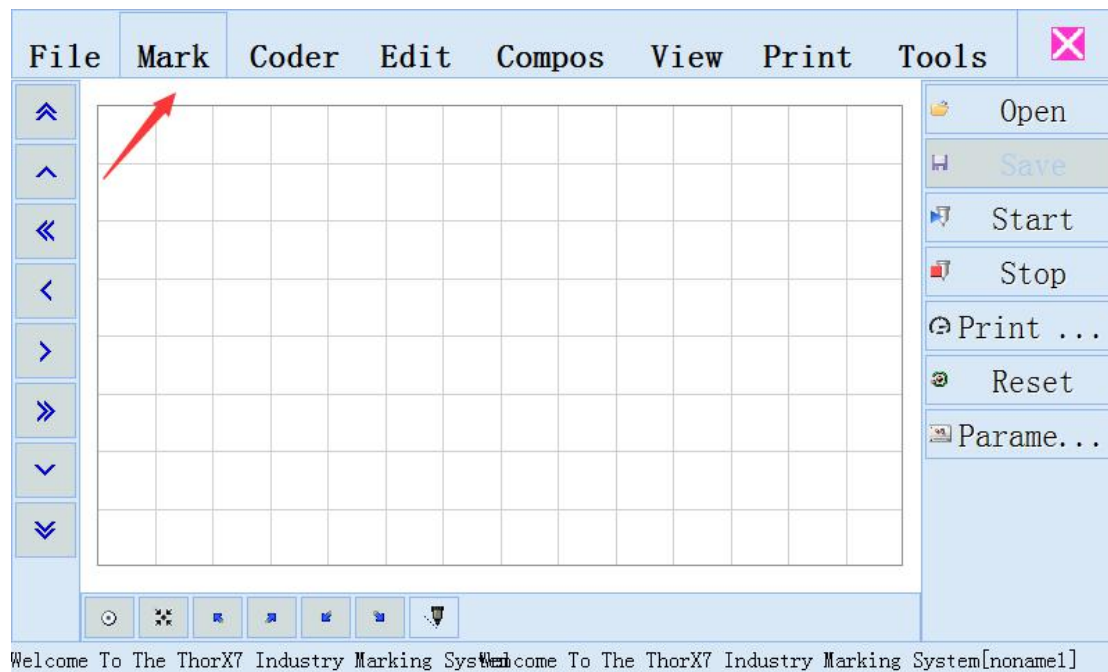 File Mark Coder Edit Compos View Print Tools
Open
Save
Start
Stop
Print ...
Reset
Parame...
Welcome To The ThorX7 Industry Marking System
Welcome To The ThorX7 Industry Marking System[noname1]